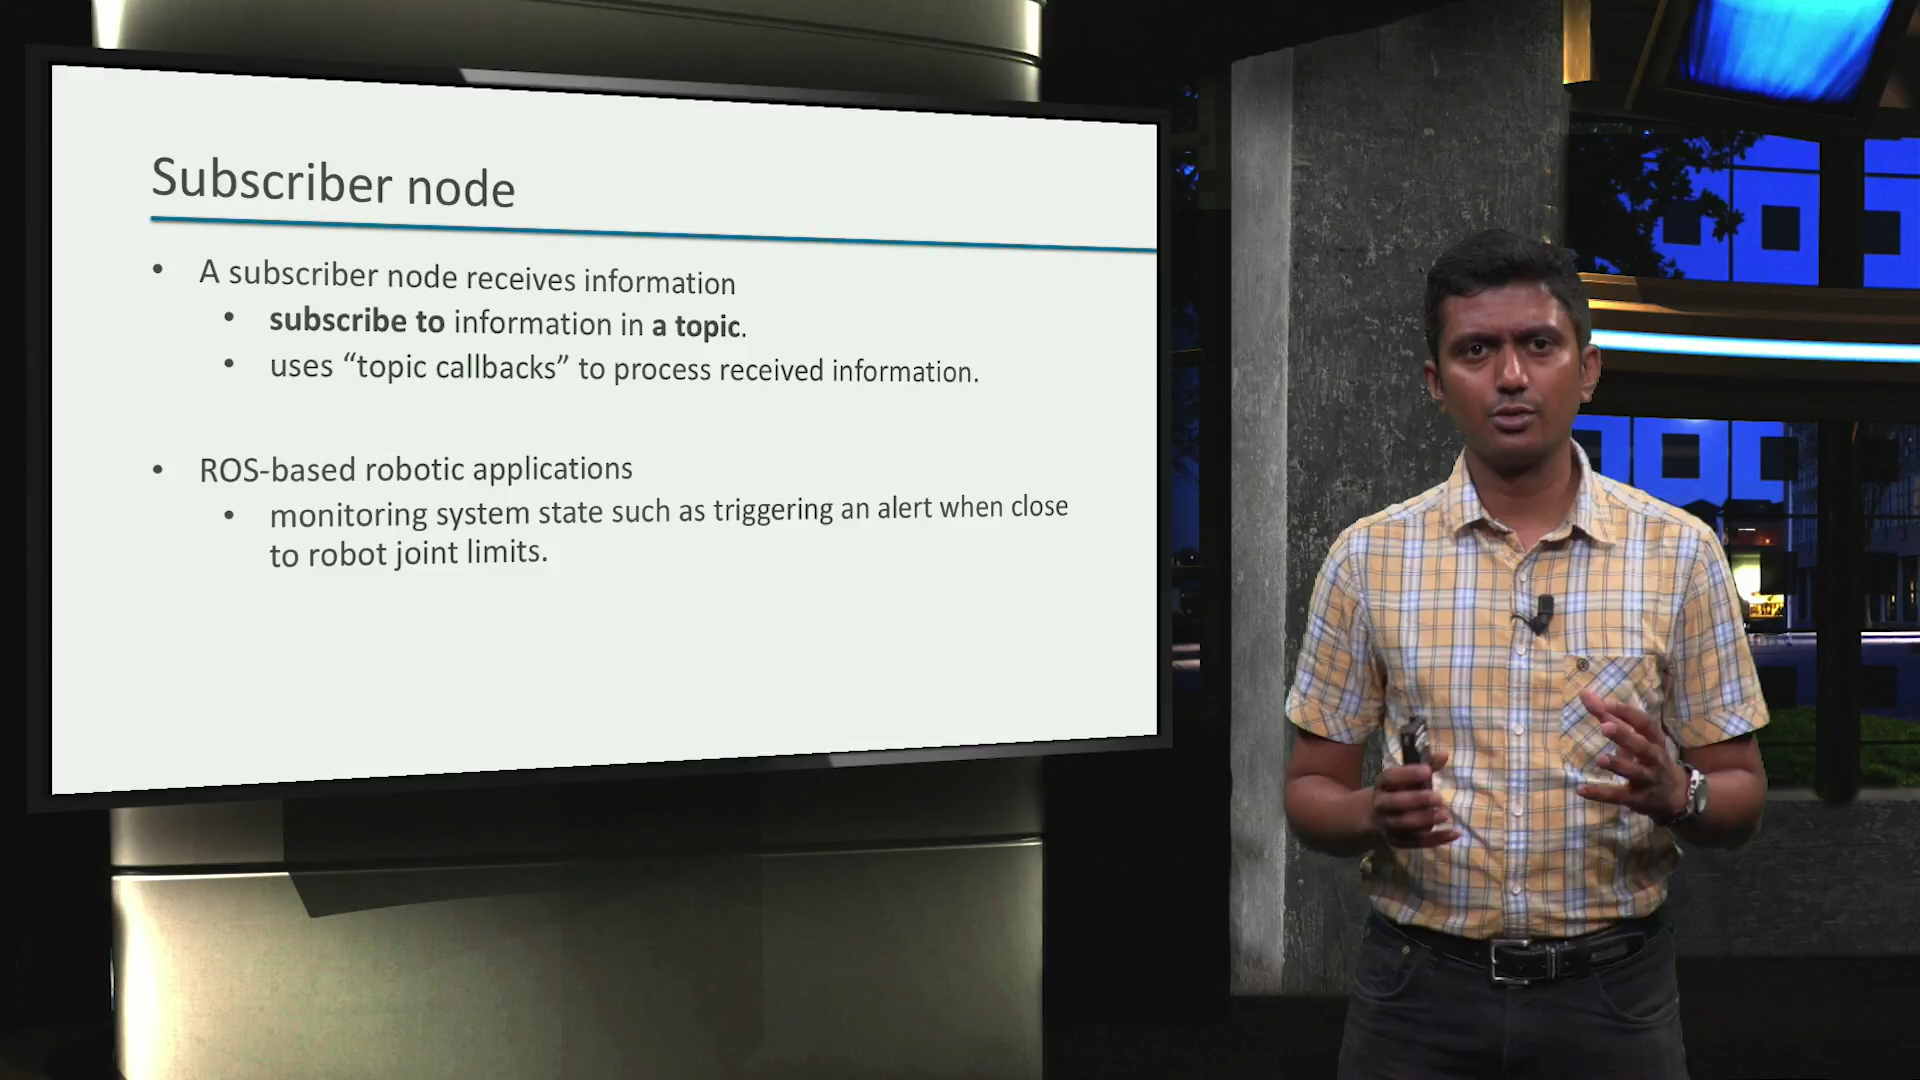 Subscriber node
• A subscriber node receives information
• subscribe to information in a topic.
• uses “topic callbacks” to process received information.
• ROS-based robotic applications
• monitoring system state such as triggering an alert when close
to robot joint limits.